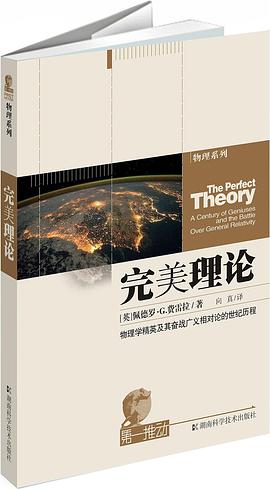 物理系列
完美理论
物理系列
The Perfect
Theory
A Century of Geniuses
and the Battle
Over General Relativity
完美理论
[英]佩德罗·G.费雷拉/著 向真/译
物理学精英及其奋战广义相对论的世纪历程
第一推动
湖南科学技术出版社